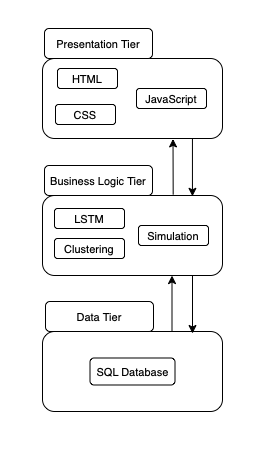 Presentation Tier
HTML
JavaScript
CSS
Business Logic Tier
LSTM
Simulation
Clustering
Data Tier
SQL Database